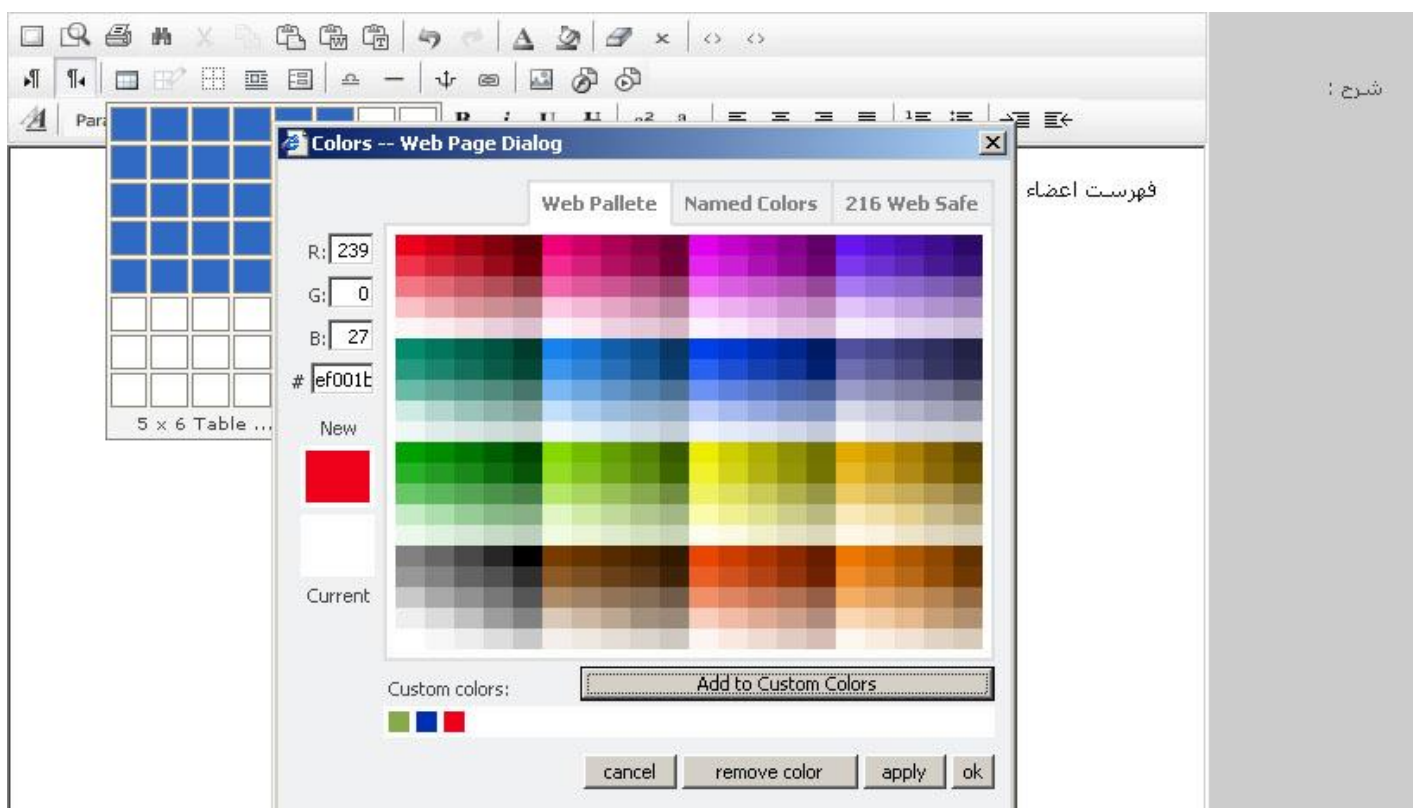 شرح :
Para
Colors -- Web Page Dialog
فهرست اعضاء
Web Pallete
Named Colors
216 Web Safe
R: 239
G: 0
B: 27
# ef001b
5 x 6 Table ...
New
Current
Custom colors:
Add to Custom Colors
cancel
remove color
apply
ok